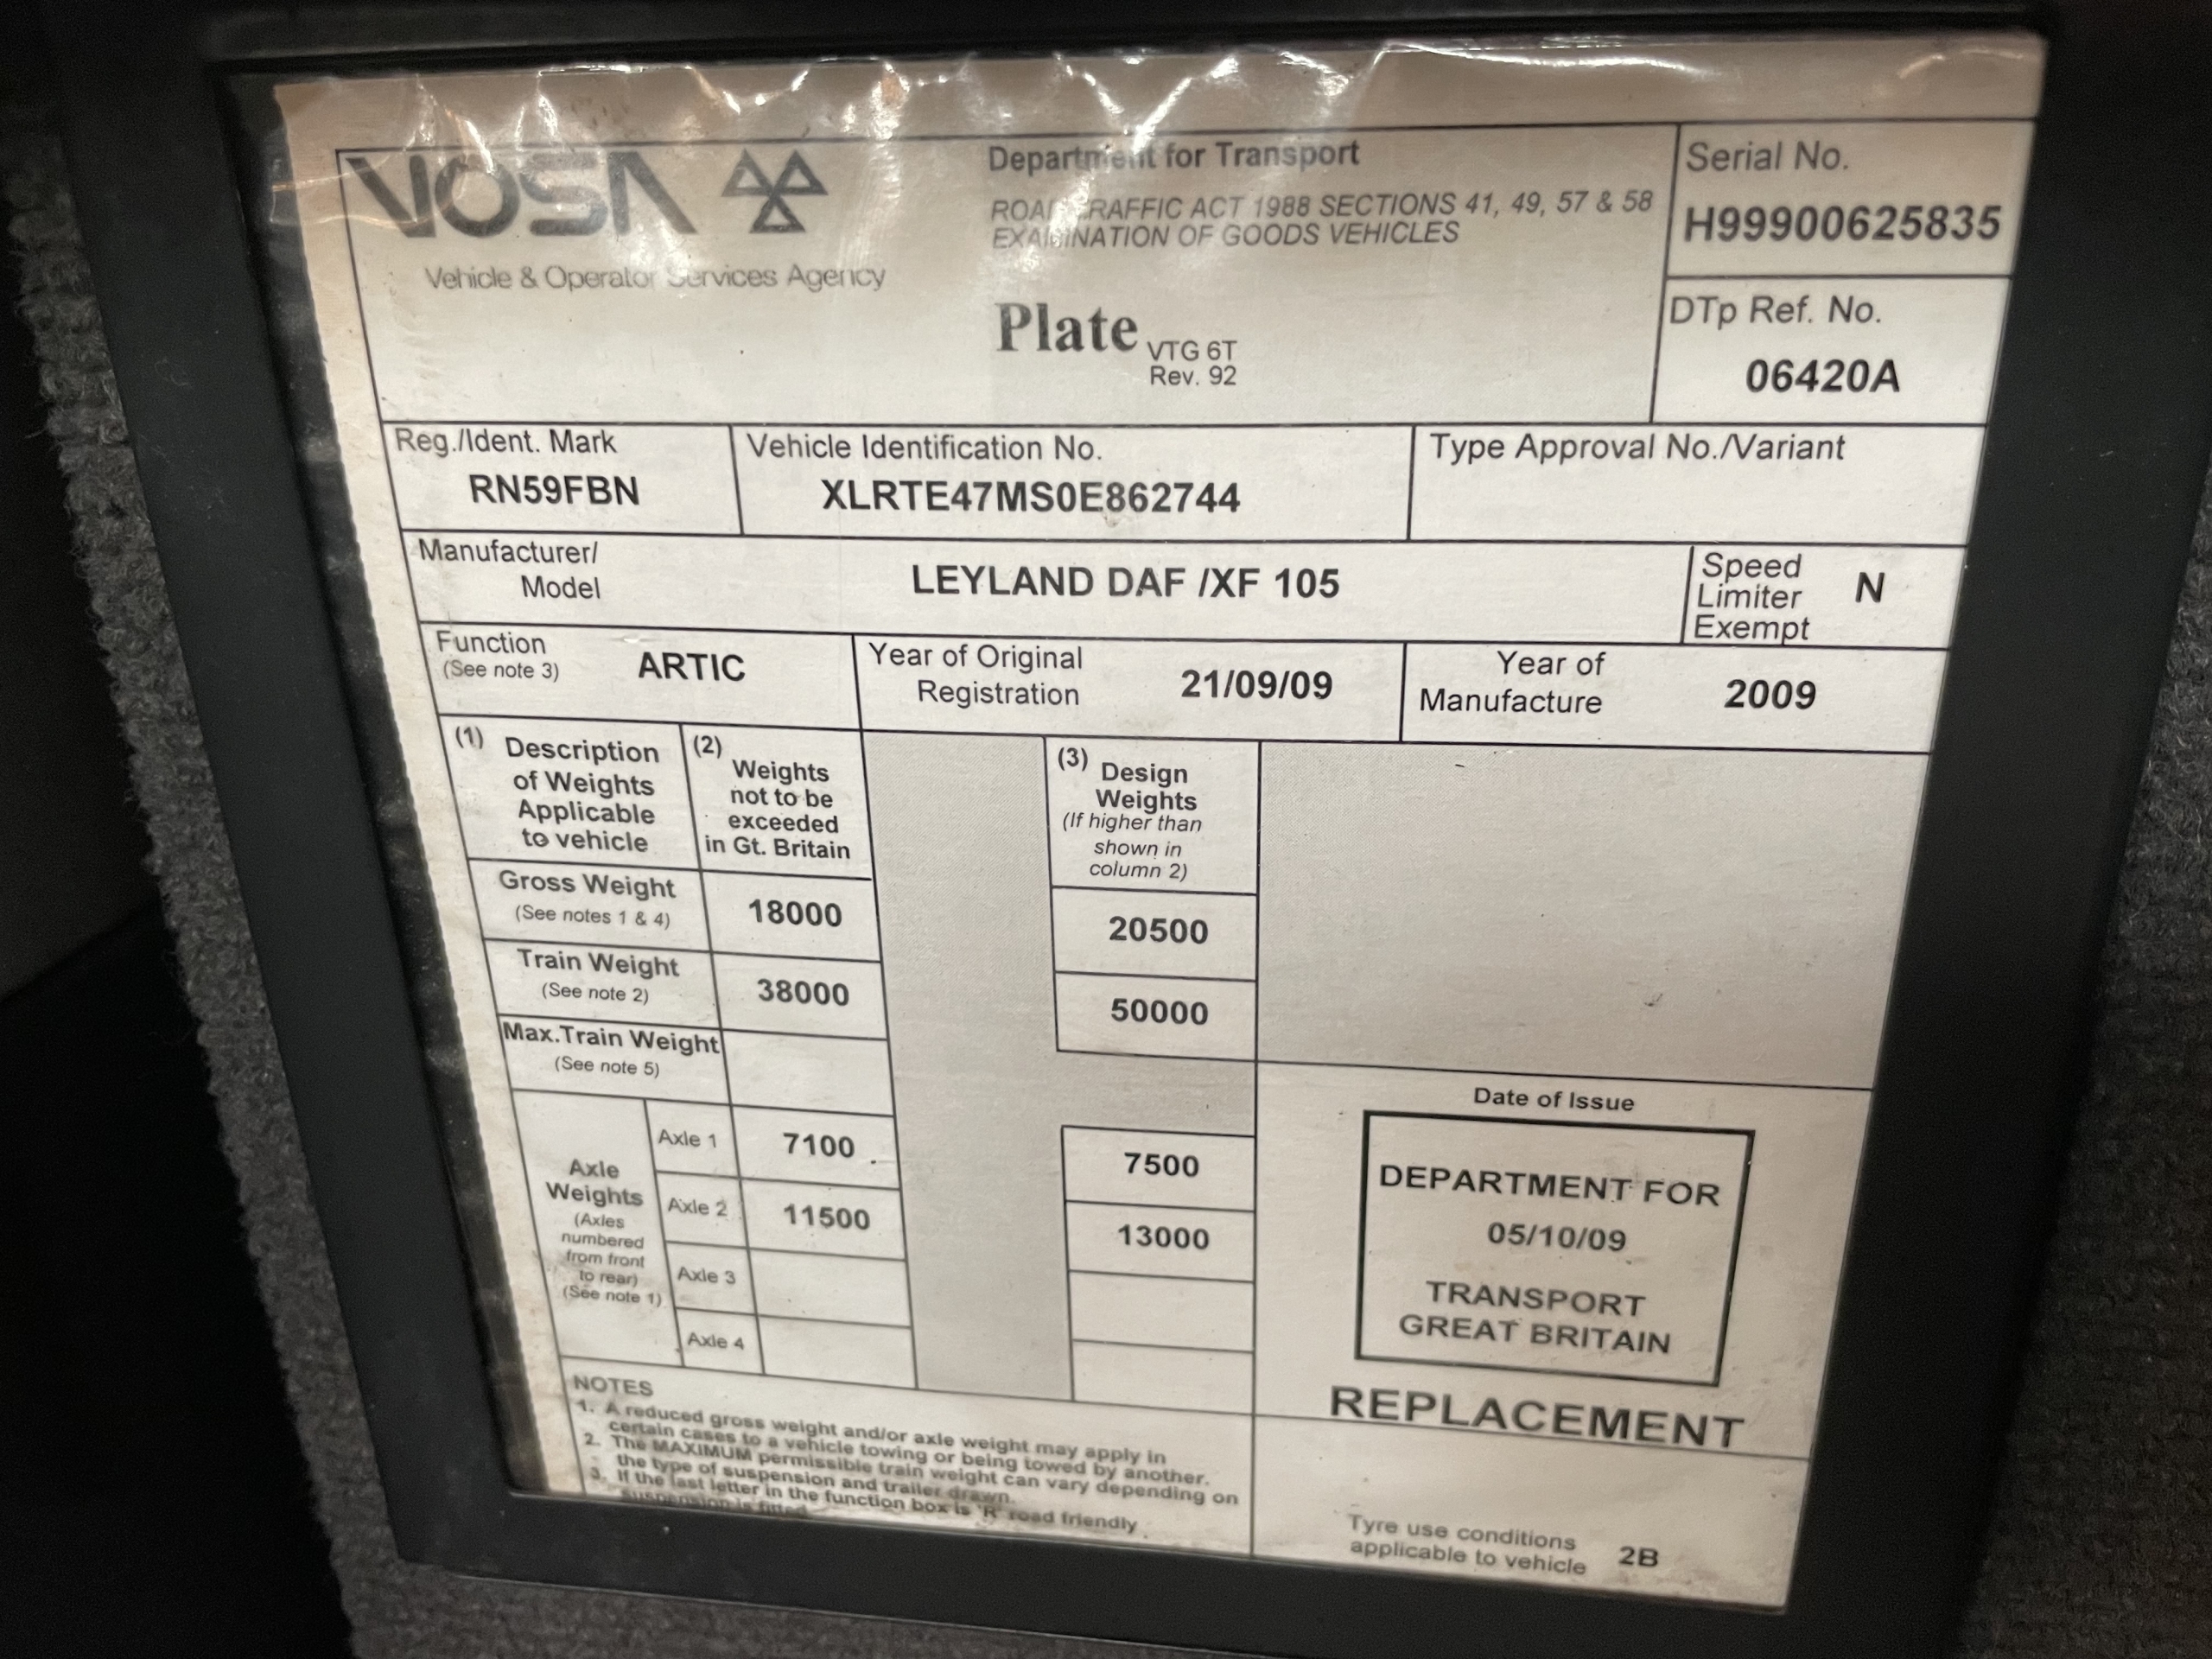 VOSA
Vehicle & Operator Services Agency
Department for Transport
ROAD TRAFFIC ACT 1988 SECTIONS 41, 49, 57 & 58
EXAMINATION OF GOODS VEHICLES
Plate VTG 6T
Rev. 92
Serial No.
H99900625835
DTp Ref. No.
06420A
Reg./Ident. Mark
RN59FBN
Vehicle Identification No.
XLRTE47MS0E862744
Type Approval No./Variant
Manufacturer/
Model
LEYLAND DAF /XF 105
Speed
Limiter
Exempt
N
Function
(See note 3)
ARTIC
Year of Original
Registration
21/09/09
Year of
Manufacture
2009
(1) Description
of Weights
Applicable
to vehicle
(2) Weights
not to be
exceeded
in Gt. Britain
(3) Design
Weights
(If higher than
shown in
column 2)
Gross Weight
(See notes 1 & 4)
18000
20500
Train Weight
(See note 2)
38000
50000
Max.Train Weight
(See note 5)
Axle
Weights
(Axles
numbered
from front
to rear)
(See note 1)
Axle 1
7100
7500
Axle 2
11500
13000
Axle 3
Axle 4
Date of Issue
DEPARTMENT FOR
05/10/09
TRANSPORT
GREAT BRITAIN
REPLACEMENT
NOTES
1. A reduced gross weight and/or axle weight may apply in
certain cases to a vehicle towing or being towed by another.
2. The MAXIMUM permissible train weight can vary depending on
the type of suspension and trailer drawn.
3. If the last letter in the function box is 'R' road friendly
suspension is fitted
Tyre use conditions
applicable to vehicle
2B